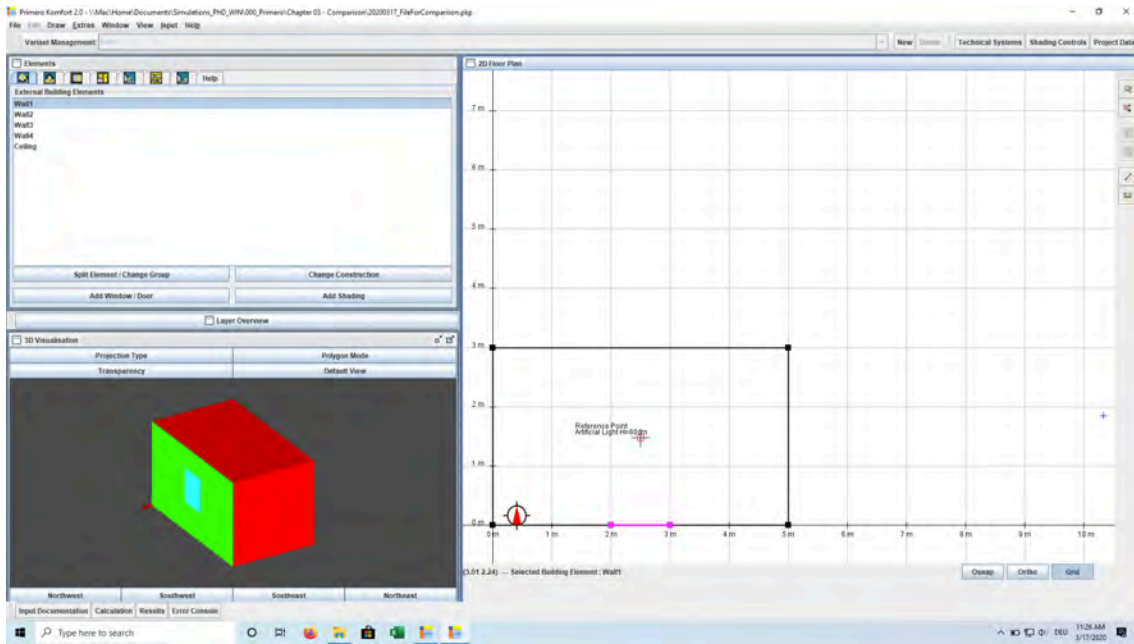 Primero Komfort 2.0 - \\Mac\Home\Documents\Simulations_PhD_WIN\000_Primero\Chapter 03 - Comparison\20200317_FileForComparison.pkp
File Edit Draw Extras Window View Input Help
Variant Management: New Technical Systems Shading Controls Project Data
Elements
Help
External Building Elements
Wall1
Wall2
Wall3
Wall4
Ceiling
Split Element / Change Group Change Construction
Add Window / Door Add Shading
Layer Overview
3D Visualisation
Projection Type Polygon Mode
Transparency Default View
Northwest Southwest Southeast Northeast
Input Documentation Calculation Results Error Console
2D Floor Plan
7 m
6 m
5 m
4 m
3 m
2 m
Reference Point
Artificial Light H=80cm
1 m
0 m
0 m 1 m 2 m 3 m 4 m 5 m 6 m 7 m 8 m 9 m 10 m
(3.01 2.24) --- Selected Building Element : Wall1
Osnap Ortho Grid
Type here to search
DEU
11:26 AM
3/17/2020